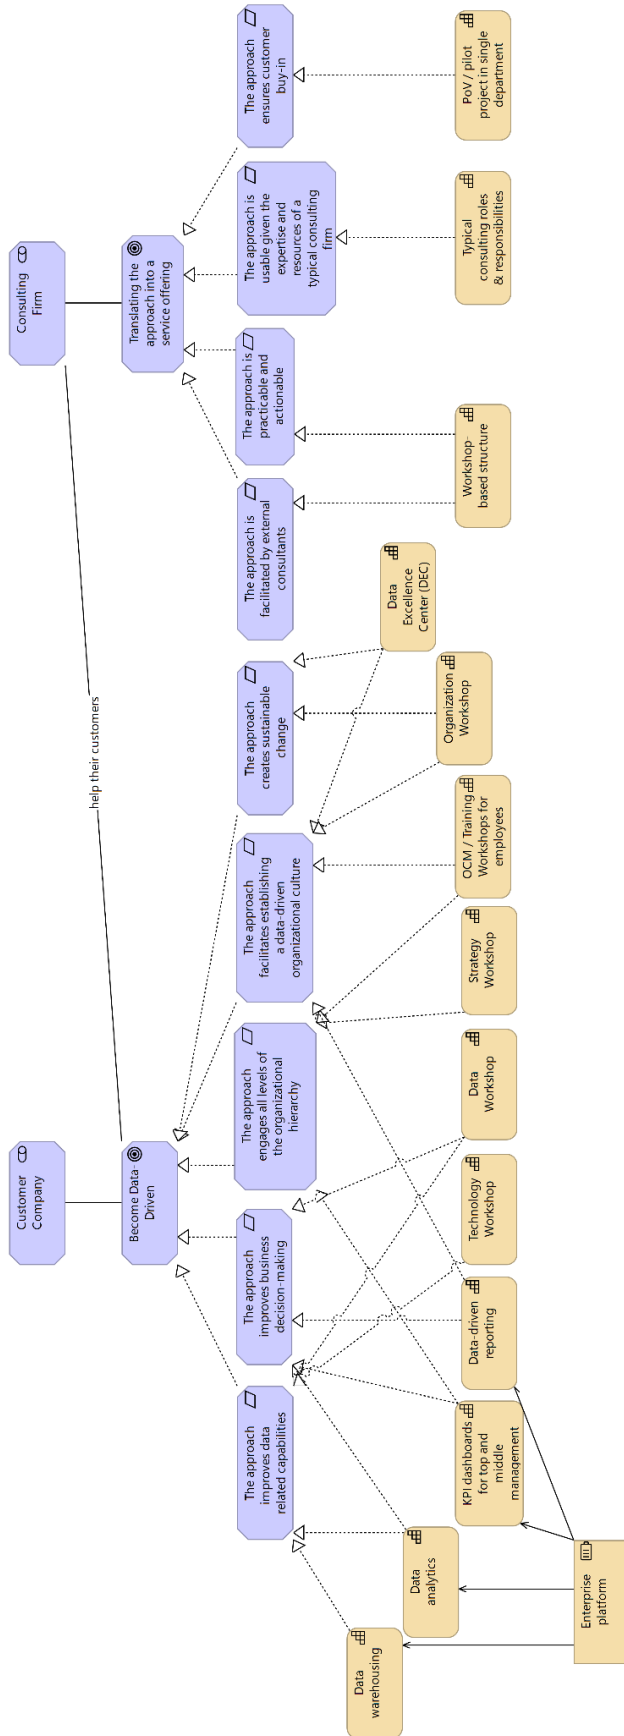 Customer
Company
Consulting
Firm
help their customers
Become Data-
Driven
Translating the
approach into a
service offering
The approach
improves data
related capabilities
The approach
improves business
decision-making
The approach
engages all levels of
the organizational
hierarchy
The approach
facilitates establishing
a data-driven
organizational culture
The approach
creates sustainable
change
The approach is
facilitated by external
consultants
The approach is
practicable and
actionable
The approach is
usable given the
expertise and
resources of a
typical consulting
firm
The approach
ensures customer
buy-in
Data
warehousing
Data
analytics
KPI dashboards
for top and
middle
management
Data-driven
reporting
Technology
Workshop
Data
Workshop
Strategy
Workshop
OCM / Training
Workshops for
employees
Organization
Workshop
Data
Excellence
Center (DEC)
Workshop-
based structure
Typical
consulting roles
& responsibilities
PoV / pilot
project in single
department
Enterprise
platform